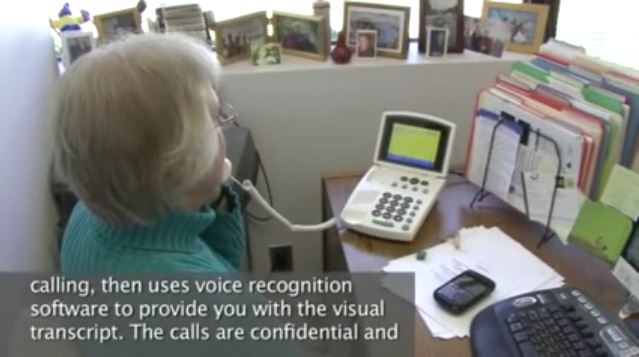 calling, then uses voice recognition
software to provide you with the visual
transcript. The calls are confidential and